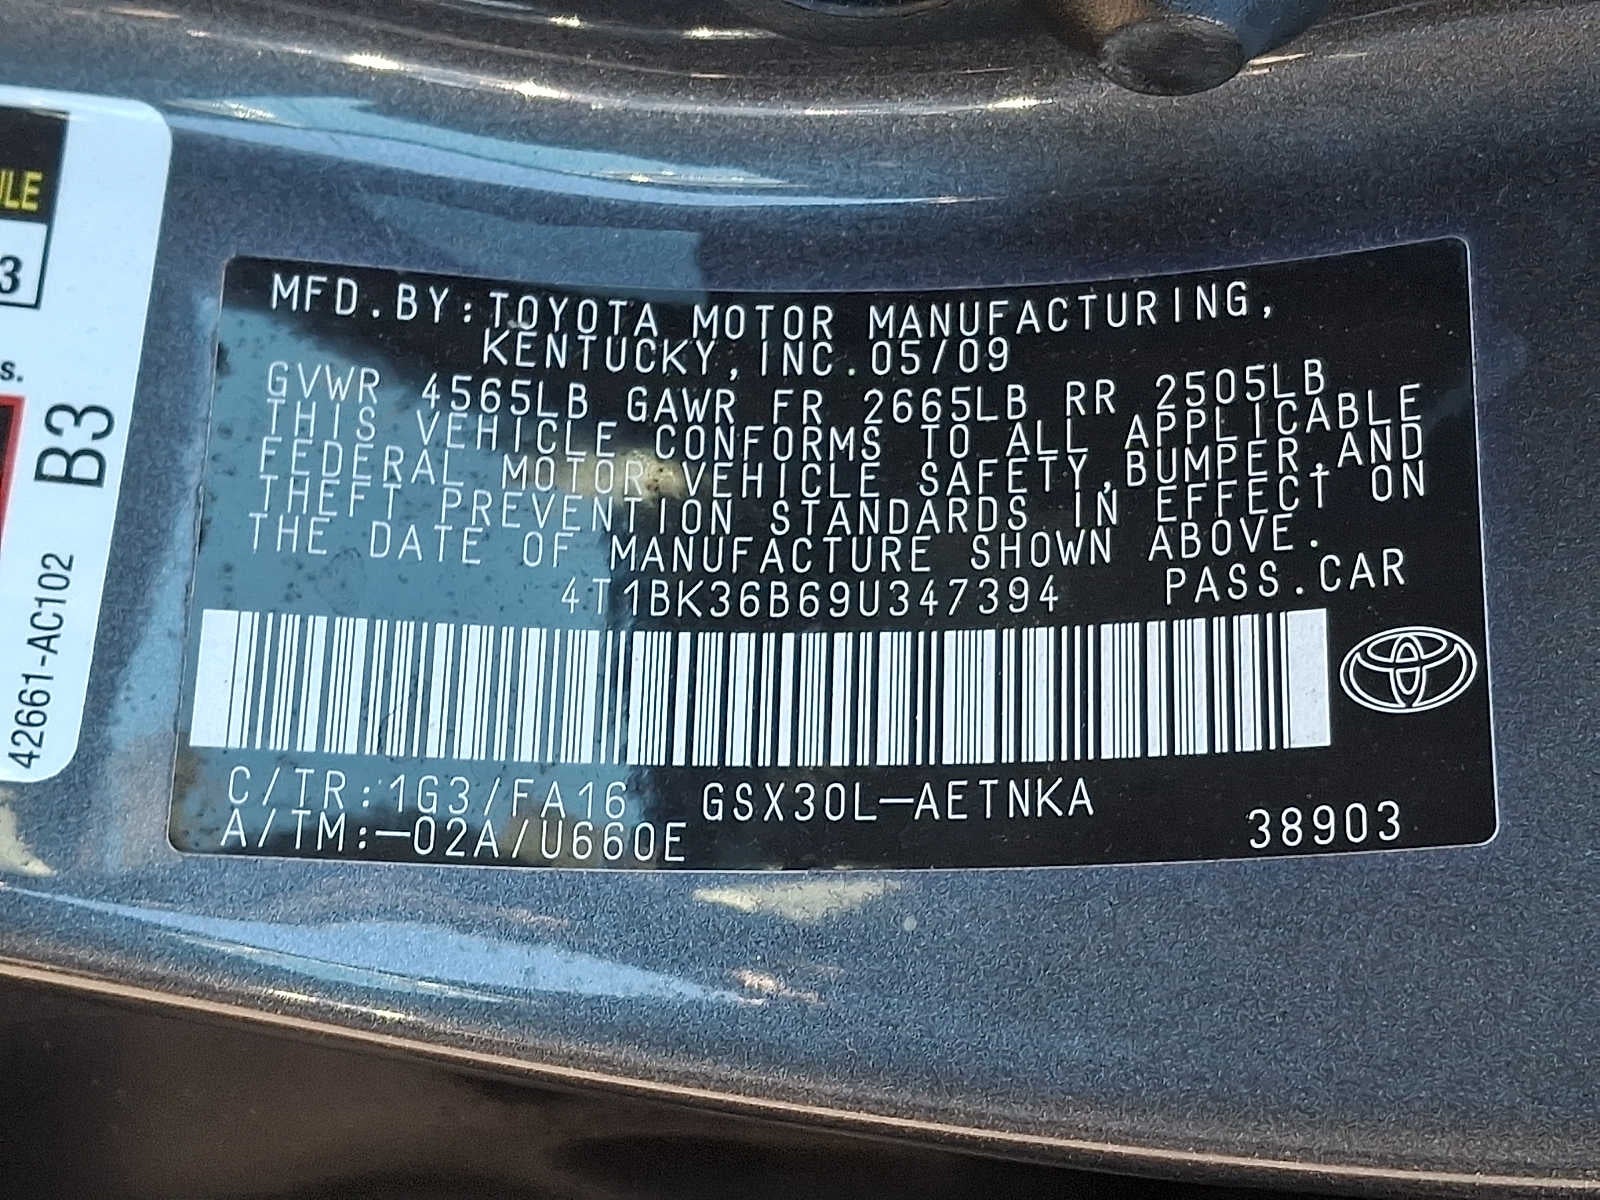 MFD.BY:TOYOTA MOTOR MANUFACTURING,
KENTUCKY,INC.05/09
GVWR 4565LB GAWR FR 2665LB RR 2505LB
THIS VEHICLE CONFORMS TO ALL APPLICABLE
FEDERAL MOTOR VEHICLE SAFETY,BUMPER,AND
THEFT PREVENTION STANDARDS IN EFFECT ON
THE DATE OF MANUFACTURE SHOWN ABOVE.
4T1BK36B69U347394 PASS.CAR
C/TR:1G3/FA16 GSX30L-AETNKA
A/TM:-02A/U660E 38903
3
s.
B3
42661-AC102